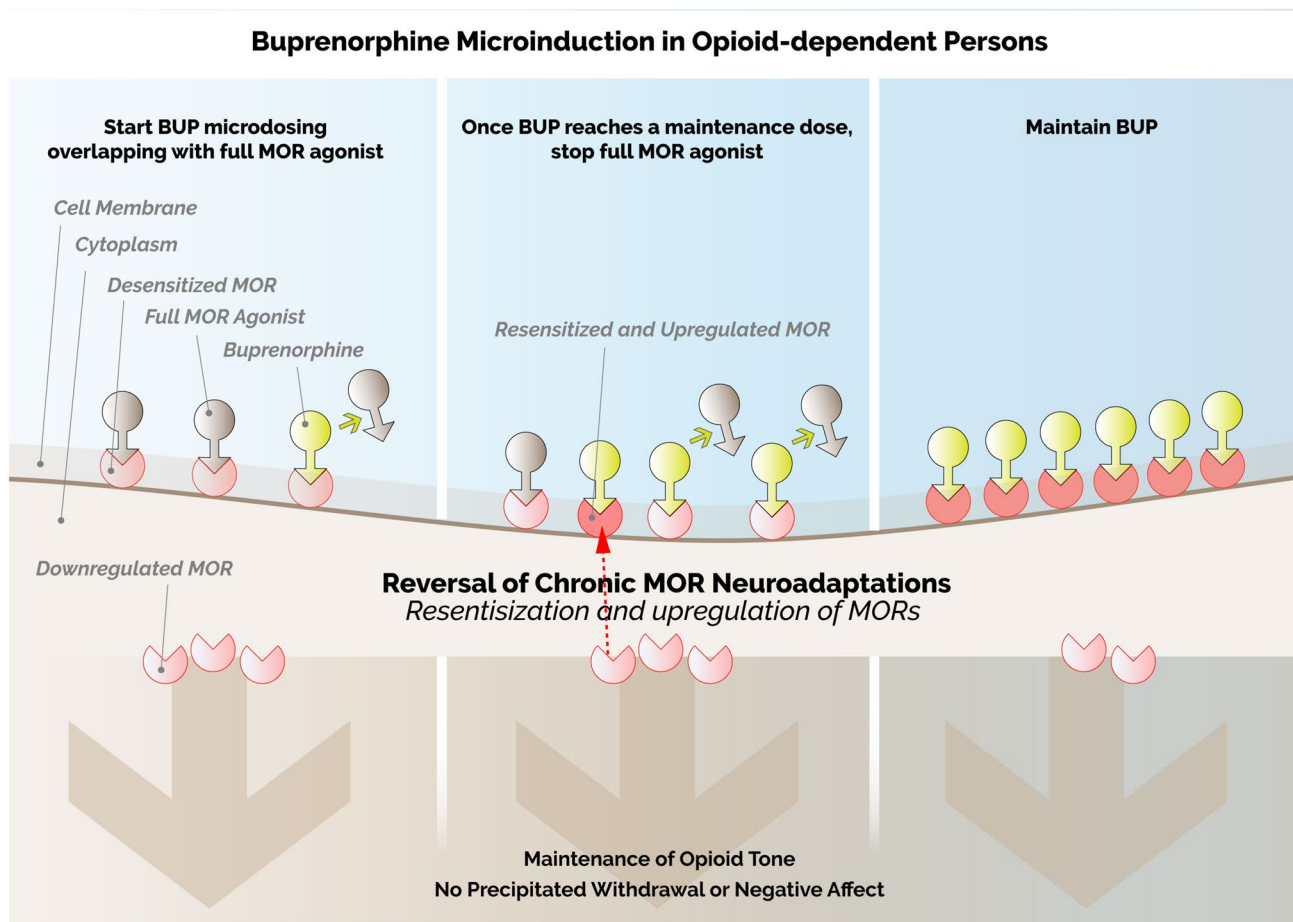 Buprenorphine Microinduction in Opioid-dependent Persons
Start BUP microdosing
overlapping with full MOR agonist
Once BUP reaches a maintenance dose,
stop full MOR agonist
Maintain BUP
Cell Membrane
Cytoplasm
Desensitized MOR
Full MOR Agonist
Buprenorphine
Resensitized and Upregulated MOR
Downregulated MOR
Reversal of Chronic MOR Neuroadaptations
Resentisization and upregulation of MORs
Maintenance of Opioid Tone
No Precipitated Withdrawal or Negative Affect